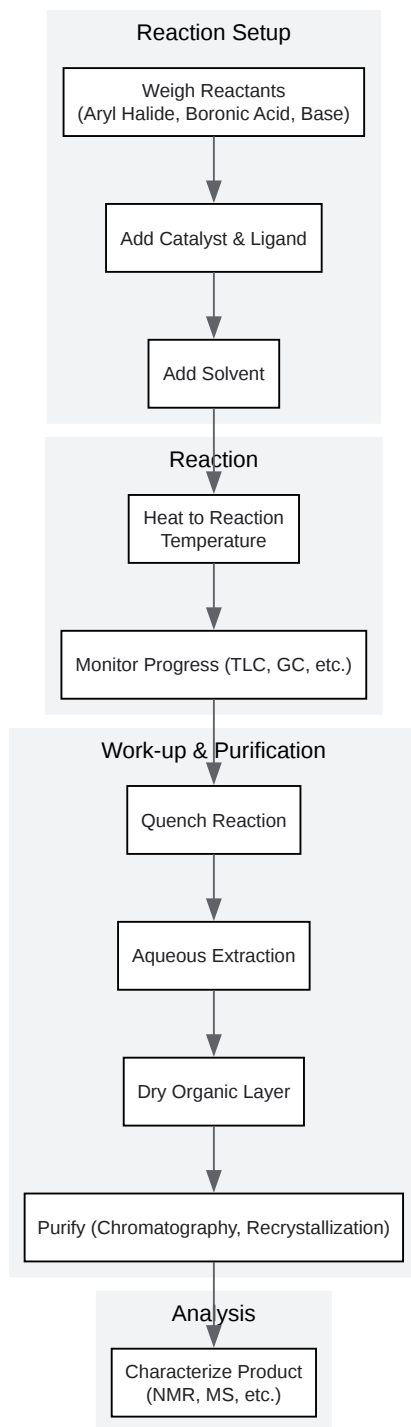 Reaction Setup
Weigh Reactants
(Aryl Halide, Boronic Acid, Base)
Add Catalyst & Ligand
Add Solvent
Reaction
Heat to Reaction
Temperature
Monitor Progress (TLC, GC, etc.)
Work-up & Purification
Quench Reaction
Aqueous Extraction
Dry Organic Layer
Purify (Chromatography, Recrystallization)
Analysis
Characterize Product
(NMR, MS, etc.)